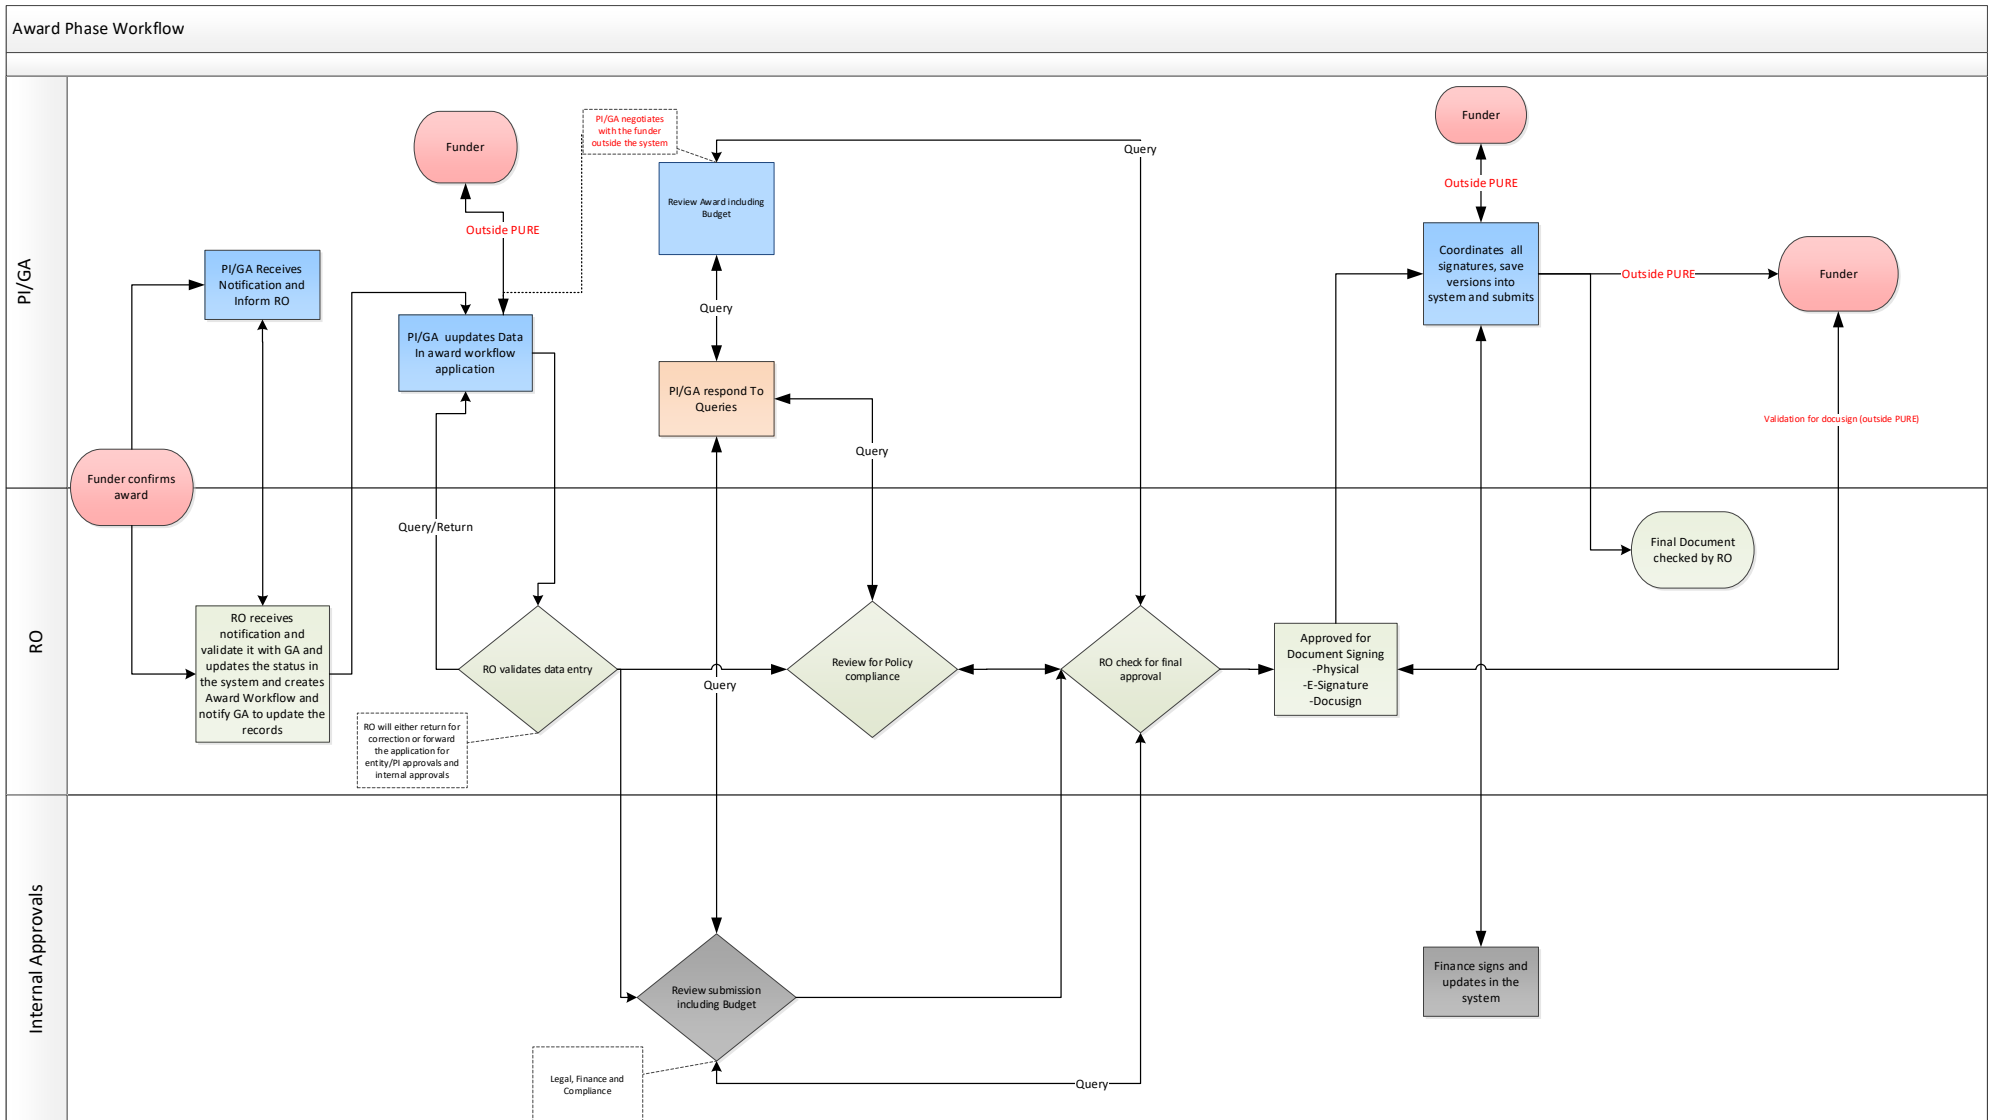 Award Phase Workflow
PI/GA
RO
Internal Approvals
Funder confirms
award
PI/GA Receives
Notification and
Inform RO
RO receives
notification and
validate it with GA and
updates the status in
the system and creates
Award Workflow and
notify GA to update the
records
Funder
Outside PURE
PI/GA uupdates Data
In award workflow
application
Query/Return
RO validates data entry
RO will either return for
correction or forward
the application for
entity/PI approvals and
internal approvals
PI/GA negotiates
with the funder
outside the system
Review Award including
Budget
Query
PI/GA respond To
Queries
Query
Query
Review submission
including Budget
Legal, Finance and
Compliance
Review for Policy
compliance
Query
RO check for final
approval
Query
Approved for
Document Signing
-Physical
-E-Signature
-Docusign
Funder
Outside PURE
Coordinates all
signatures, save
versions into
system and submits
Outside PURE
Funder
Validation for docusign (outside PURE)
Final Document
checked by RO
Finance signs and
updates in the
system